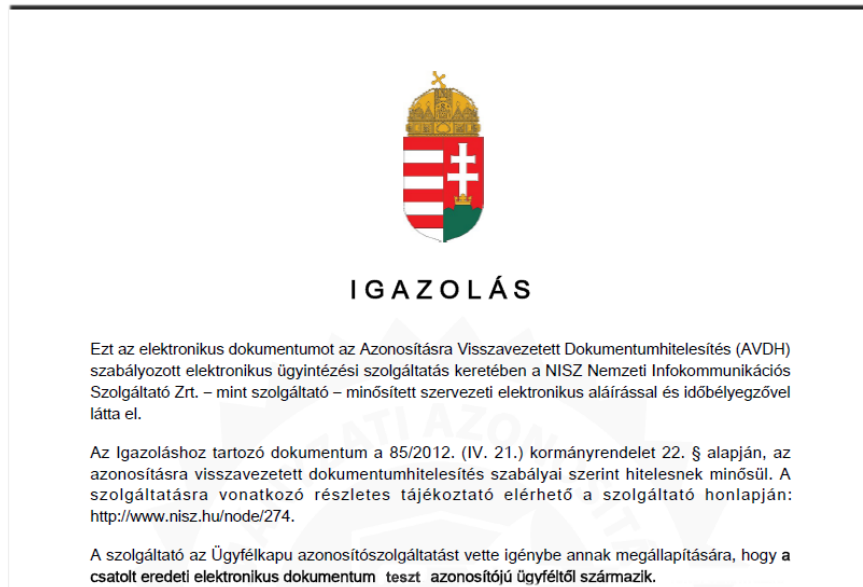 IGAZOLÁS
Ezt az elektronikus dokumentumot az Azonosításra Visszavezetett Dokumentumhitelesítés (AVDH)
szabályozott elektronikus ügyintézési szolgáltatás keretében a NISZ Nemzeti Infokommunikációs
Szolgáltató Zrt. – mint szolgáltató – minősített szervezeti elektronikus aláírással és időbélyegzővel
látta el.
Az Igazoláshoz tartozó dokumentum a 85/2012. (IV. 21.) kormányrendelet 22. § alapján, az
azonosításra visszavezetett dokumentumhitelesítés szabályai szerint hitelesnek minősül. A
szolgáltatásra vonatkozó részletes tájékoztató elérhető a szolgáltató honlapján:
http://www.nisz.hu/node/274.
A szolgáltató az Ügyfélkapu azonosítószolgáltatást vette igénybe annak megállapítására, hogy a
csatolt eredeti elektronikus dokumentum teszt azonosítójú ügyféltől származik.